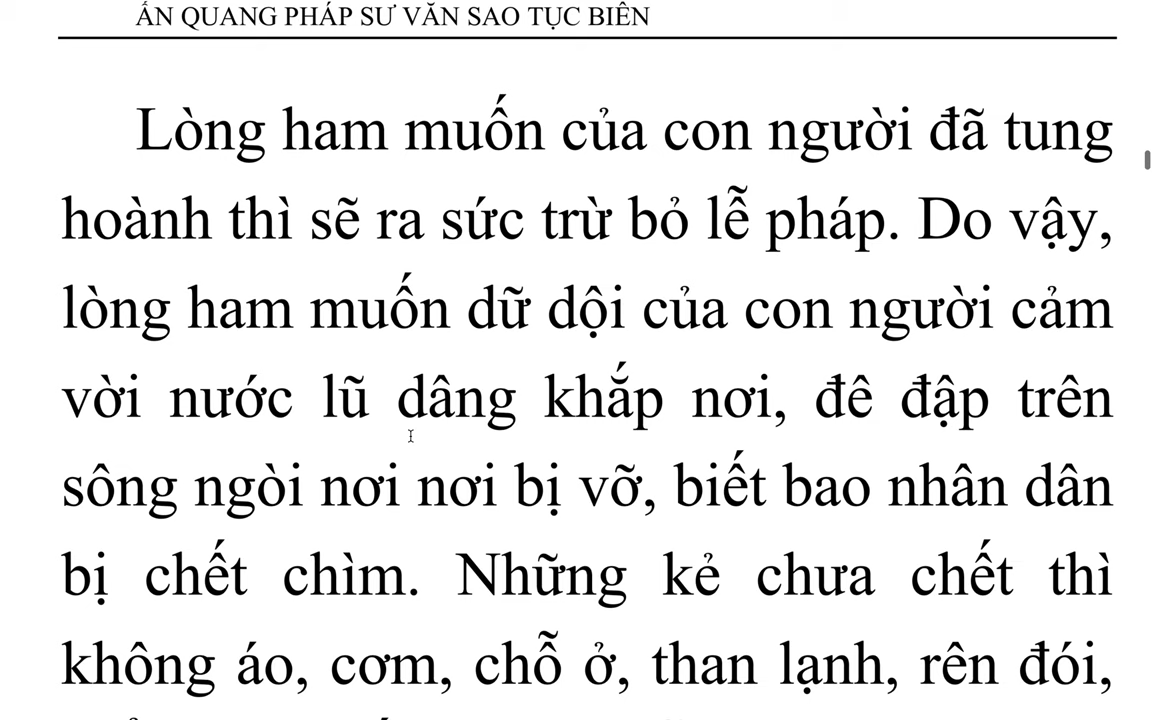 ẤN QUANG PHÁP SƯ VĂN SAO TỤC BIÊN
Lòng ham muốn của con người đã tung
hoành thì sẽ ra sức trừ bỏ lễ pháp. Do vậy,
lòng ham muốn dữ dội của con người cảm
vời nước lũ dâng khắp nơi, đê đập trên
sông ngòi nơi nơi bị vỡ, biết bao nhân dân
bị chết chìm. Những kẻ chưa chết thì
không áo, cơm, chỗ ở, than lạnh, rên đói,